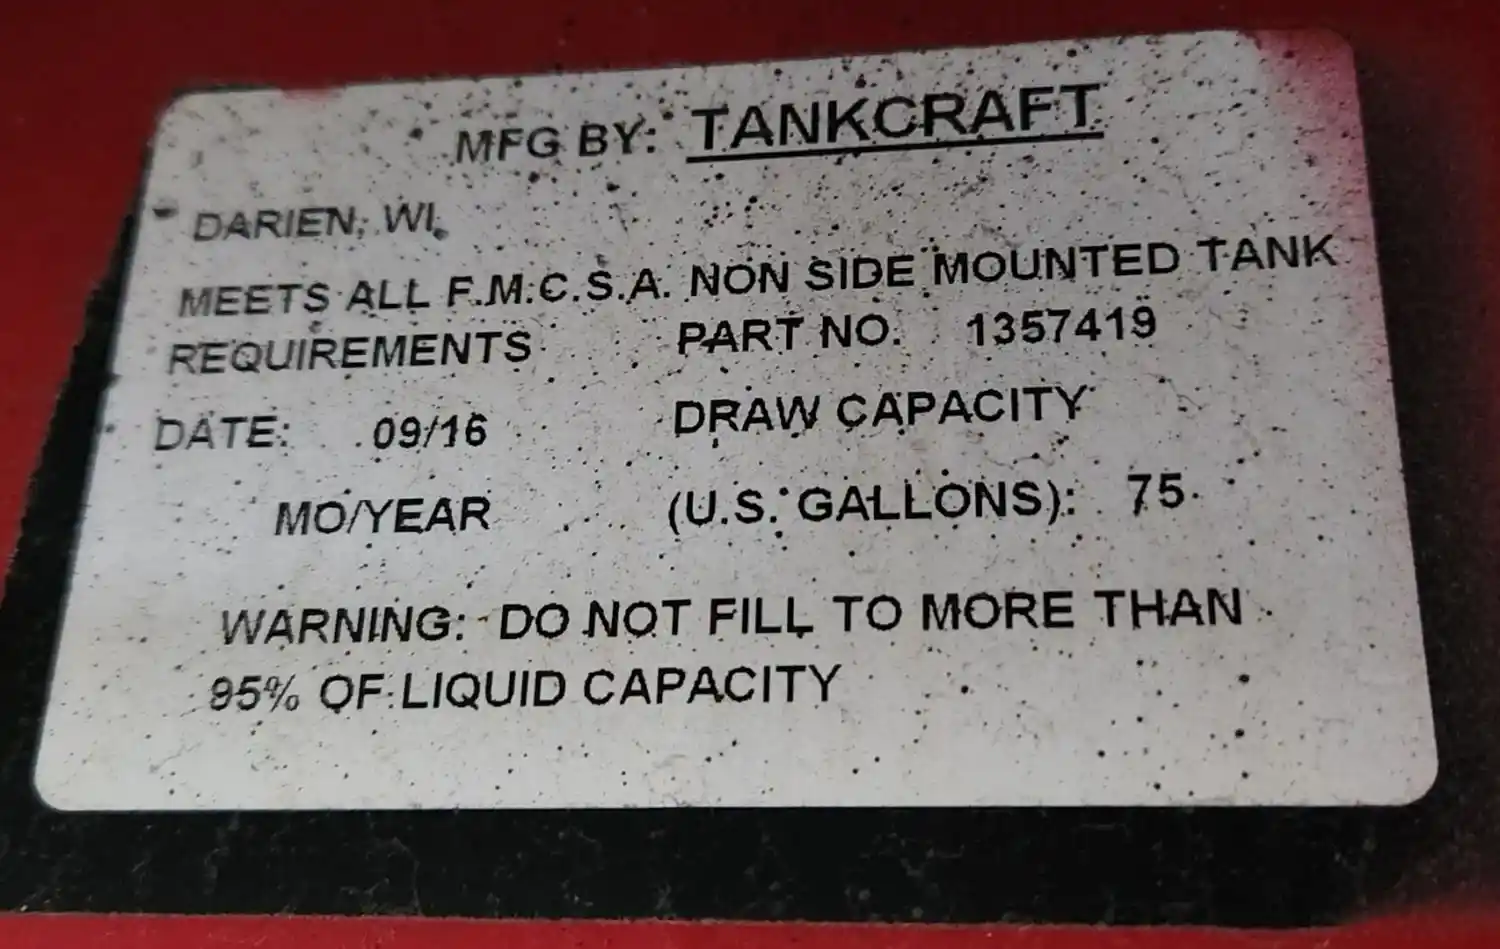 MFG BY: TANKCRAFT
DARIEN, WI.
MEETS ALL F.M.C.S.A. NON SIDE MOUNTED TANK
REQUIREMENTS PART NO. 1357419
DATE: 09/16 DRAW CAPACITY
MO/YEAR (U.S. GALLONS): 75
WARNING: DO NOT FILL TO MORE THAN
95% OF LIQUID CAPACITY